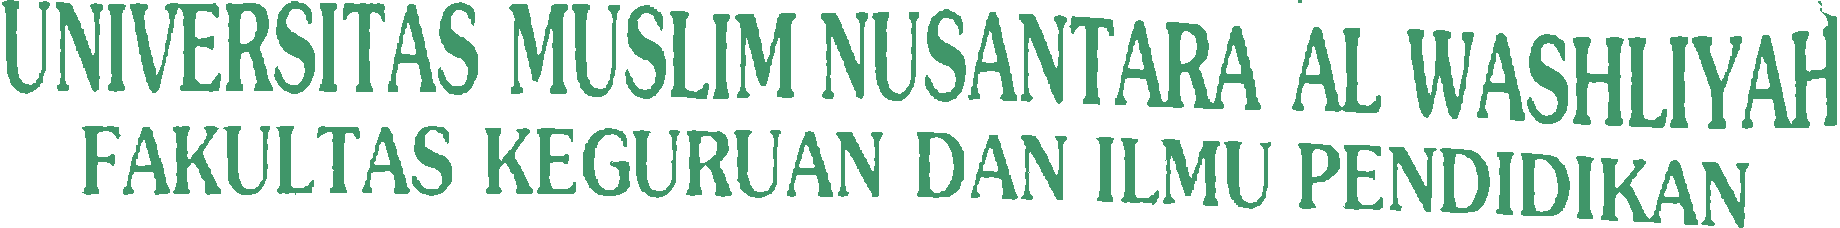 UNIVERSITAS MUSLIM NUSANTARA AL WASHLIYAH
FAKULTAS KEGURUAN DAN ILMU PENDIDIKAN